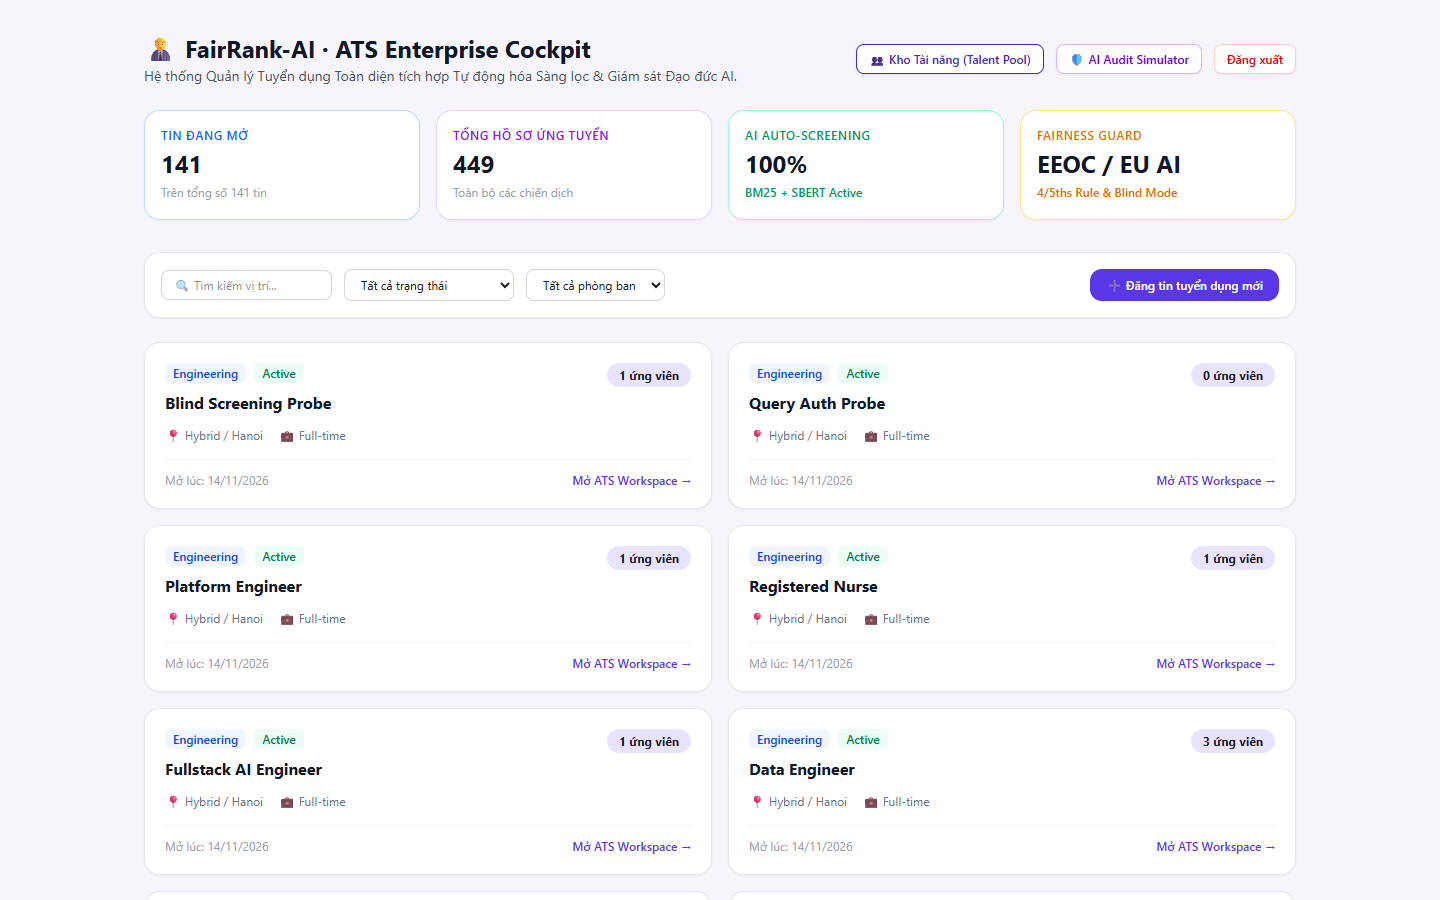 FairRank-AI · ATS Enterprise Cockpit
Hệ thống Quản lý Tuyển dụng Toàn diện tích hợp Tự động hóa Sàng lọc & Giám sát Đạo đức AI.
Kho Tài năng (Talent Pool)
AI Audit Simulator
Đăng xuất
TIN ĐANG MỞ
141
Trên tổng số 141 tin
TỔNG HỒ SƠ ỨNG TUYỂN
449
Toàn bộ các chiến dịch
AI AUTO-SCREENING
100%
BM25 + SBERT Active
FAIRNESS GUARD
EEOC / EU AI
4/5ths Rule & Blind Mode
Tìm kiếm vị trí...
Tất cả trạng thái
Tất cả phòng ban
Đăng tin tuyển dụng mới
Engineering
Active
1 ứng viên
Blind Screening Probe
Hybrid / Hanoi
Full-time
Mở lúc: 14/11/2026
Mở ATS Workspace →
Engineering
Active
0 ứng viên
Query Auth Probe
Hybrid / Hanoi
Full-time
Mở lúc: 14/11/2026
Mở ATS Workspace →
Engineering
Active
1 ứng viên
Platform Engineer
Hybrid / Hanoi
Full-time
Mở lúc: 14/11/2026
Mở ATS Workspace →
Engineering
Active
1 ứng viên
Registered Nurse
Hybrid / Hanoi
Full-time
Mở lúc: 14/11/2026
Mở ATS Workspace →
Engineering
Active
1 ứng viên
Fullstack AI Engineer
Hybrid / Hanoi
Full-time
Mở lúc: 14/11/2026
Mở ATS Workspace →
Engineering
Active
3 ứng viên
Data Engineer
Hybrid / Hanoi
Full-time
Mở lúc: 14/11/2026
Mở ATS Workspace →